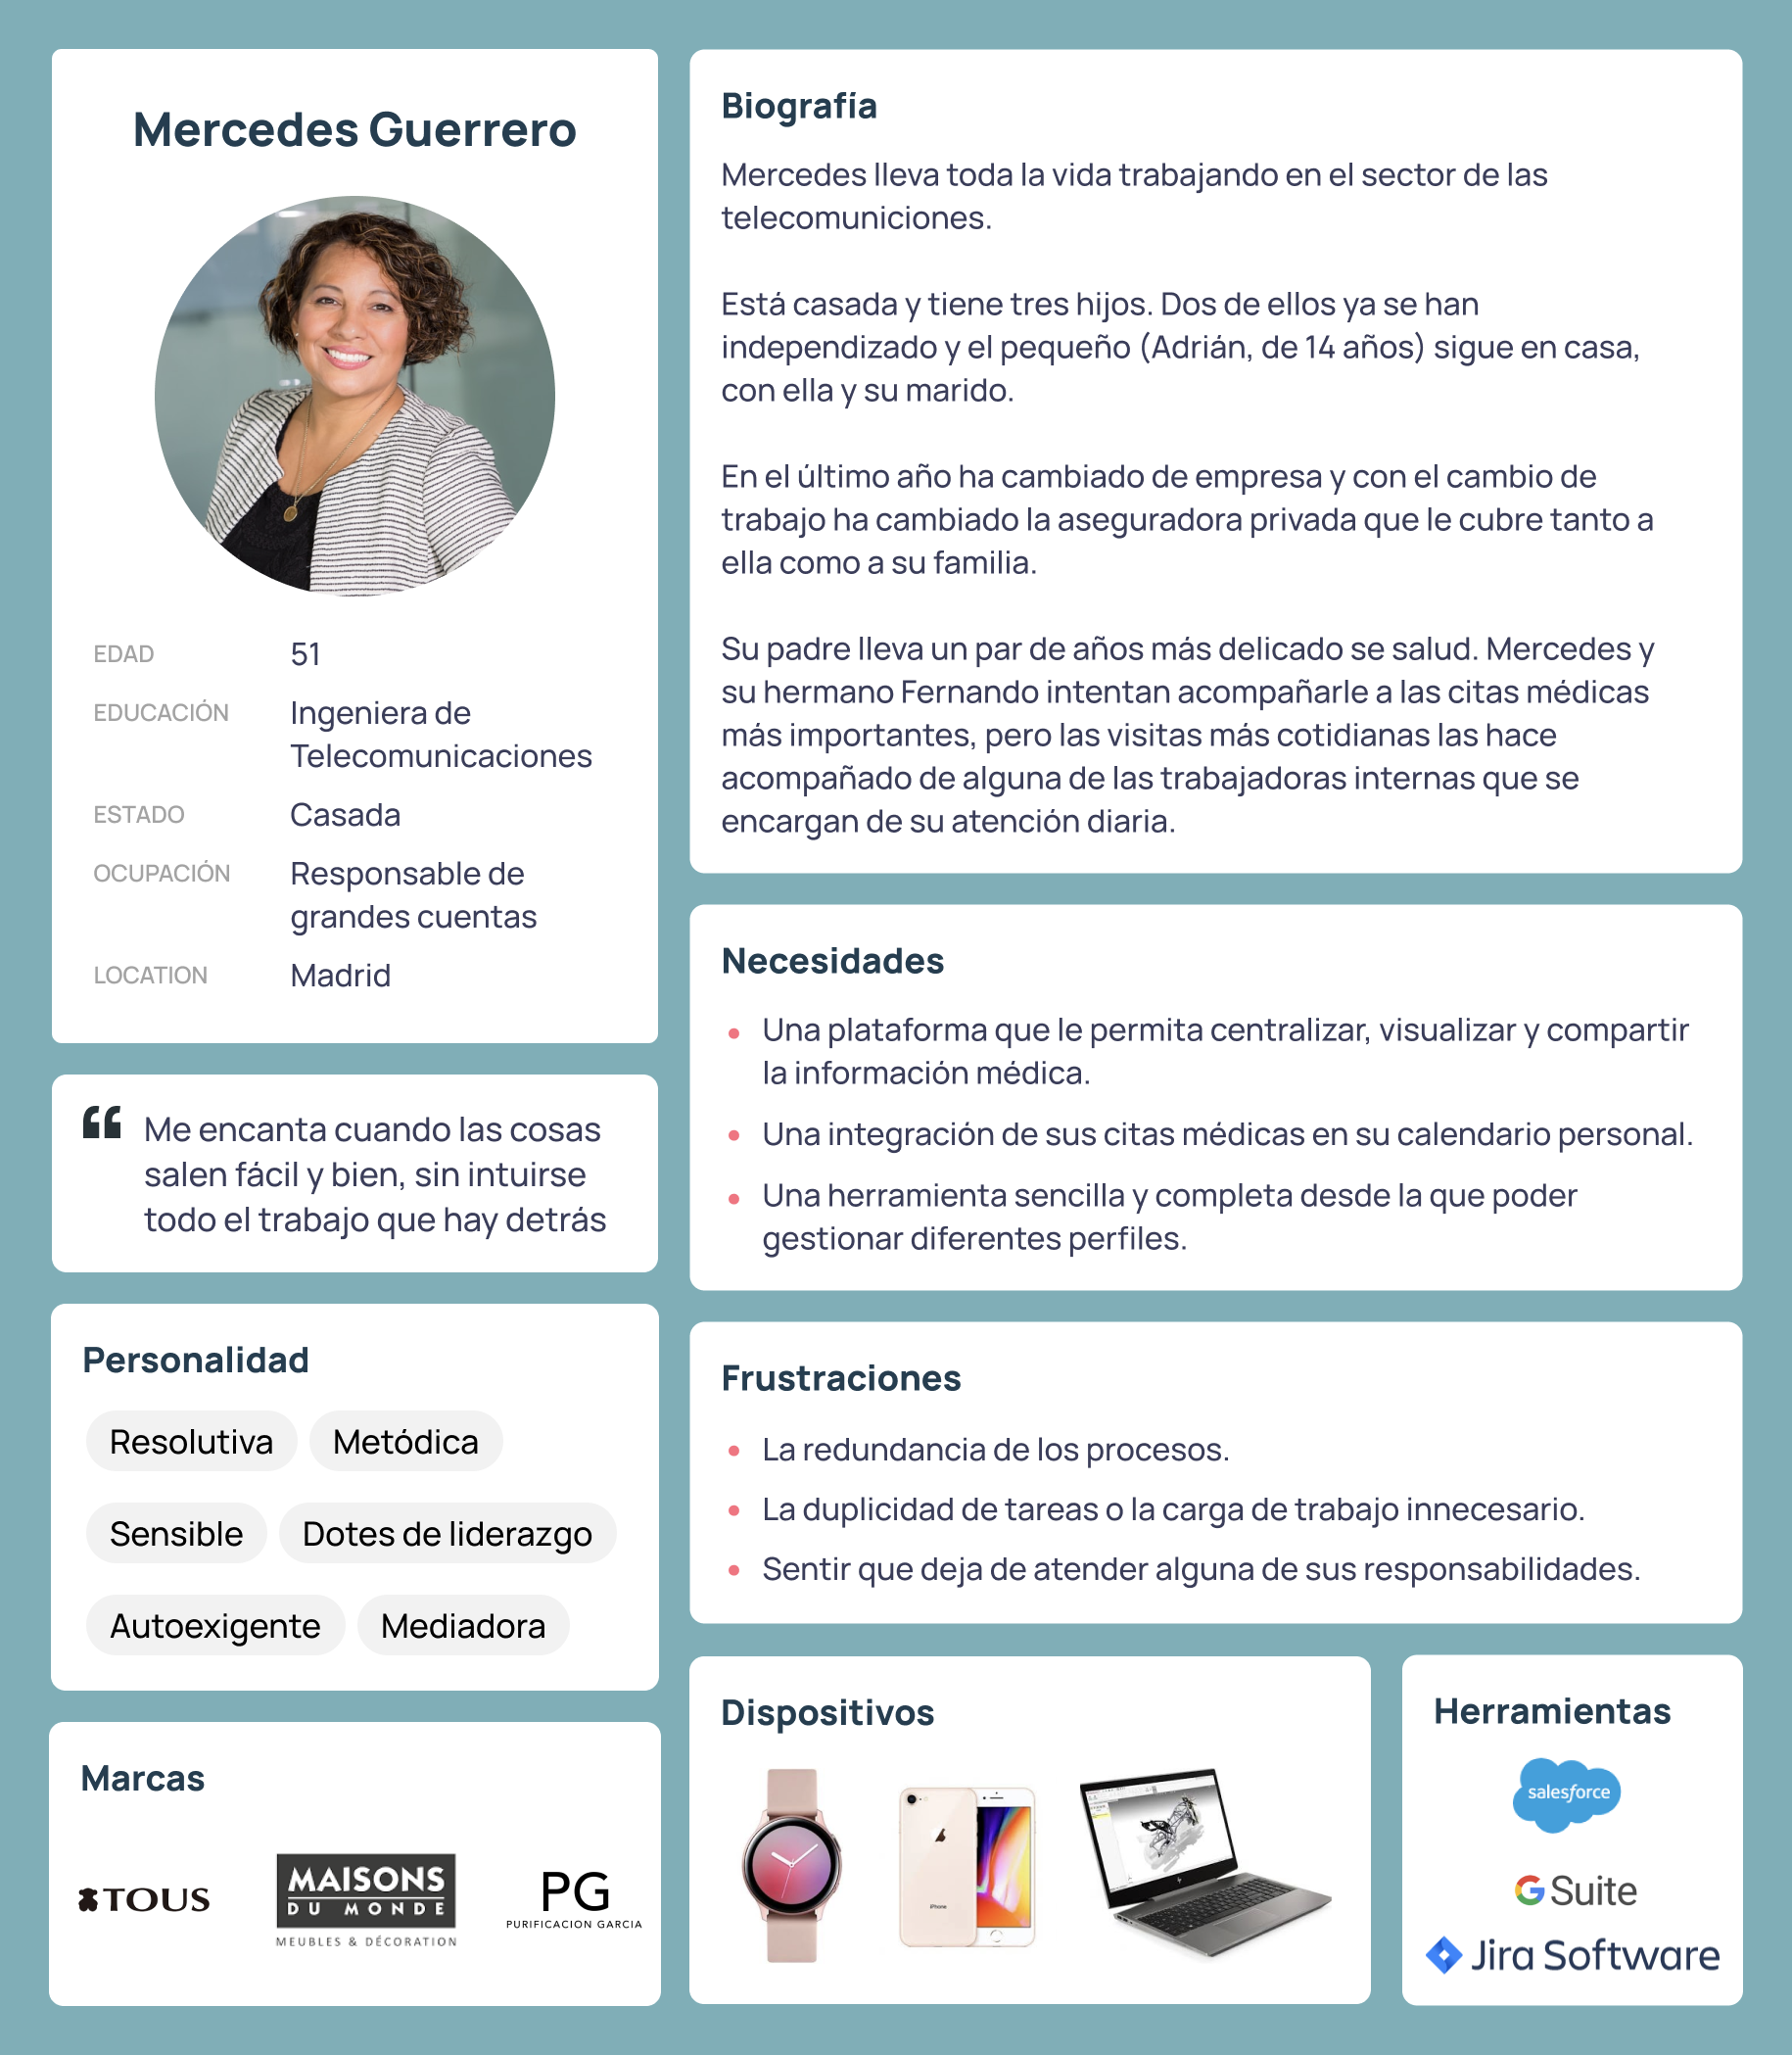 Mercedes Guerrero
EDAD 51
EDUCACIÓN Ingeniera de
Telecomunicaciones
ESTADO Casada
OCUPACIÓN Responsable de
grandes cuentas
LOCATION Madrid
“ Me encanta cuando las cosas
salen fácil y bien, sin intuirse
todo el trabajo que hay detrás
Personalidad
Resolutiva Metódica
Sensible Dotes de liderazgo
Autoexigente Mediadora
Marcas
TOUS
MAISONS
DU MONDE
MEUBLES & DÉCORATION
PG
PURIFICACION GARCIA
Biografía
Mercedes lleva toda la vida trabajando en el sector de las
telecomuniciones.
Está casada y tiene tres hijos. Dos de ellos ya se han
independizado y el pequeño (Adrián, de 14 años) sigue en casa,
con ella y su marido.
En el último año ha cambiado de empresa y con el cambio de
trabajo ha cambiado la aseguradora privada que le cubre tanto a
ella como a su familia.
Su padre lleva un par de años más delicado se salud. Mercedes y
su hermano Fernando intentan acompañarle a las citas médicas
más importantes, pero las visitas más cotidianas las hace
acompañado de alguna de las trabajadoras internas que se
encargan de su atención diaria.
Necesidades
• Una plataforma que le permita centralizar, visualizar y compartir
la información médica.
• Una integración de sus citas médicas en su calendario personal.
• Una herramienta sencilla y completa desde la que poder
gestionar diferentes perfiles.
Frustraciones
• La redundancia de los procesos.
• La duplicidad de tareas o la carga de trabajo innecesario.
• Sentir que deja de atender alguna de sus responsabilidades.
Dispositivos
iPhone
Herramientas
salesforce
G Suite
Jira Software